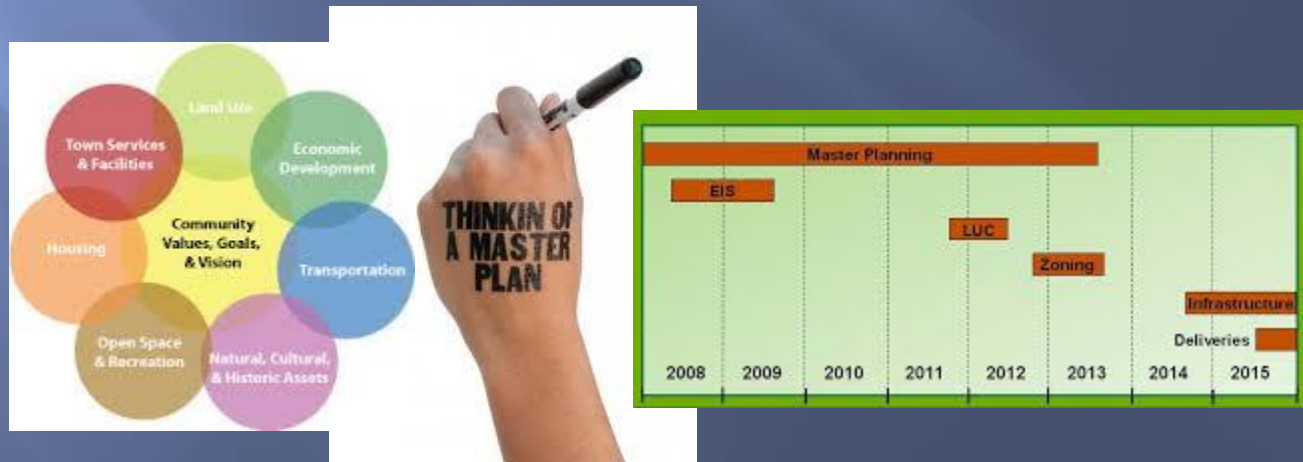 Land Use
Town Services
& Facilities
Economic
Development
Community
Values, Goals,
& Vision
Housing
Transportation
Open Space
& Recreation
Natural, Cultural,
& Historic Assets
THINKIN OF
A MASTER
PLAN
Master Planning
EIS
LUC
Zoning
Infrastructure
Deliveries
2008 2009 2010 2011 2012 2013 2014 2015